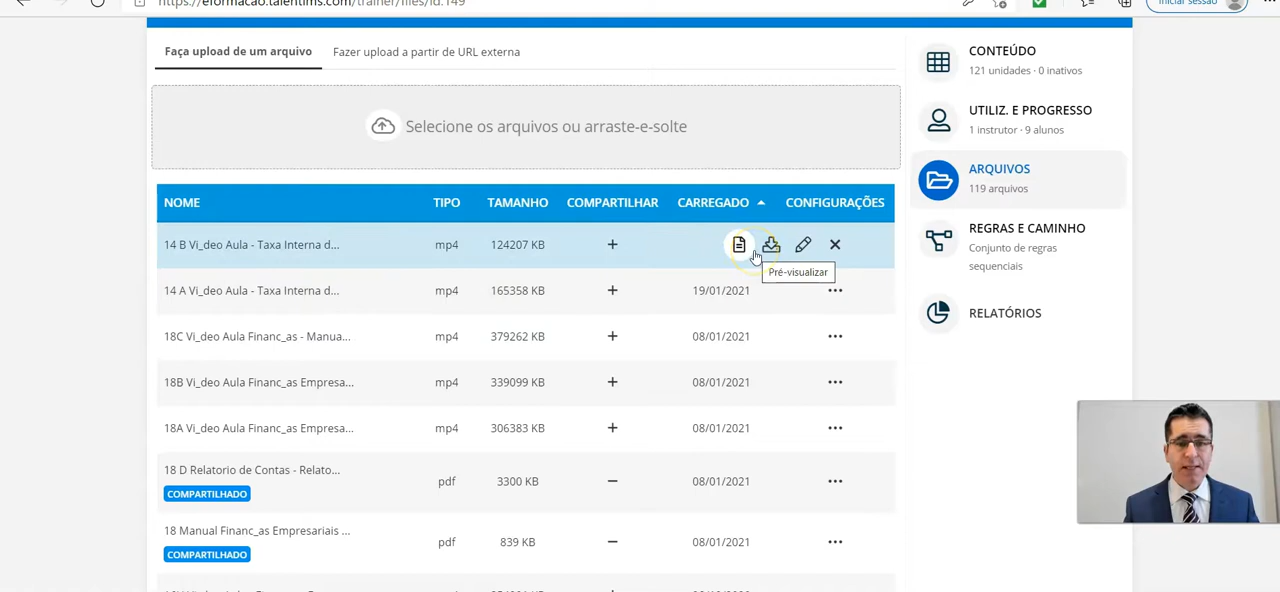 https://eformacao.talentlms.com/trainer/files/id:149
Iniciar sessão
Faça upload de um arquivo
Fazer upload a partir de URL externa
Selecione os arquivos ou arraste-e-solte
NOME TIPO TAMANHO COMPARTILHAR CARREGADO CONFIGURAÇÕES
14 B Vi_deo Aula - Taxa Interna d... mp4 124207 KB +
Pré-visualizar
14 A Vi_deo Aula - Taxa Interna d... mp4 165358 KB + 19/01/2021 ...
18C Vi_deo Aula Financ_as - Manua... mp4 379262 KB + 08/01/2021 ...
18B Vi_deo Aula Financ_as Empresa... mp4 339099 KB + 08/01/2021 ...
18A Vi_deo Aula Financ_as Empresa... mp4 306383 KB + 08/01/2021 ...
18 D Relatorio de Contas - Relato... pdf 3300 KB − 08/01/2021 ...
COMPARTILHADO
18 Manual Financ_as Empresariais ... pdf 839 KB − 08/01/2021 ...
COMPARTILHADO
CONTEÚDO
121 unidades · 0 inativos
UTILIZ. E PROGRESSO
1 instrutor · 9 alunos
ARQUIVOS
119 arquivos
REGRAS E CAMINHO
Conjunto de regras
sequenciais
RELATÓRIOS